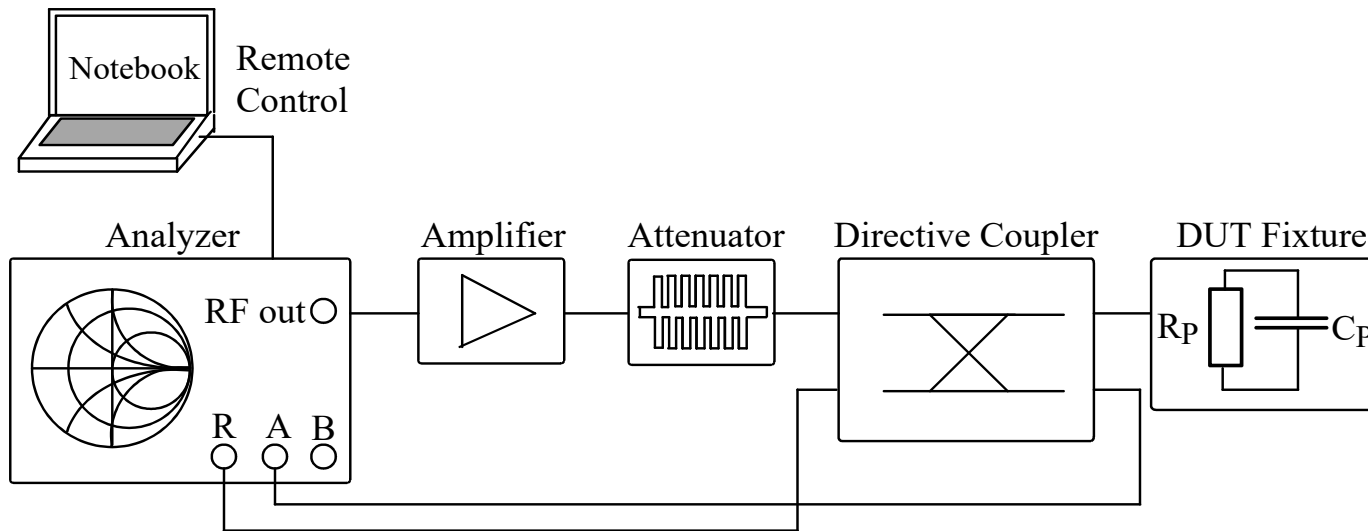 Notebook
Remote
Control
Analyzer
Amplifier
Attenuator
Directive Coupler
DUT Fixture
RF out
R
A
B
RP
CP